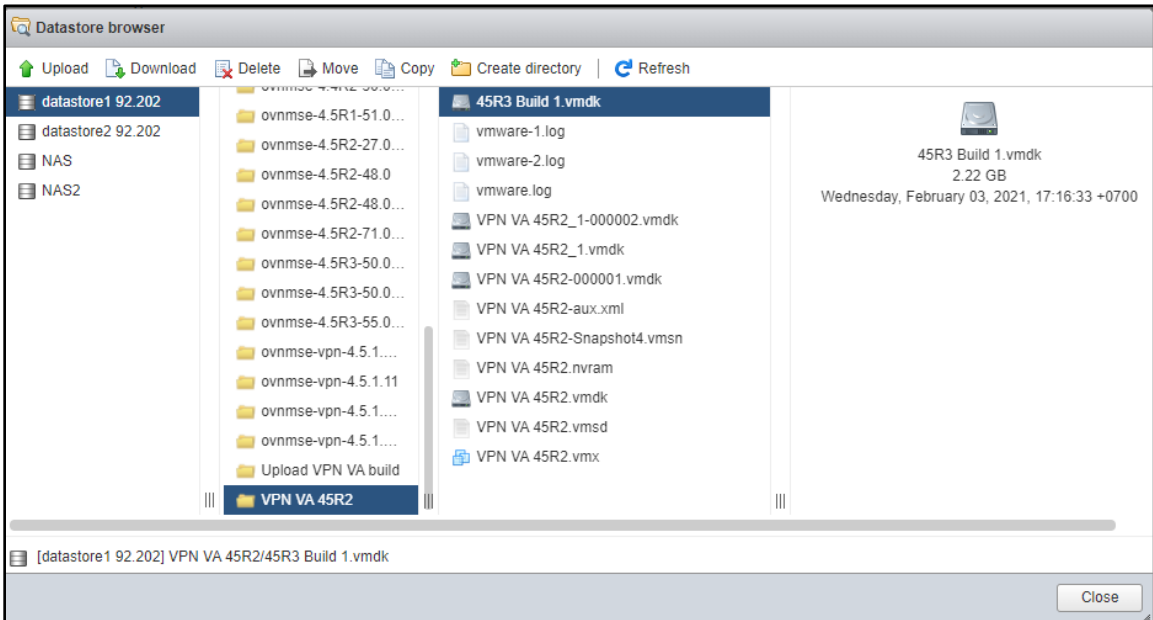 Datastore browser
Upload Download Delete Move Copy Create directory Refresh
datastore1 92.202
datastore2 92.202
NAS
NAS2
ovnmse-4.5R1-51.0...
ovnmse-4.5R2-27.0...
ovnmse-4.5R2-48.0
ovnmse-4.5R2-48.0...
ovnmse-4.5R2-71.0...
ovnmse-4.5R3-50.0...
ovnmse-4.5R3-50.0...
ovnmse-4.5R3-55.0...
ovnmse-vpn-4.5.1....
ovnmse-vpn-4.5.1.11
ovnmse-vpn-4.5.1....
ovnmse-vpn-4.5.1....
Upload VPN VA build
VPN VA 45R2
45R3 Build 1.vmdk
vmware-1.log
vmware-2.log
vmware.log
VPN VA 45R2_1-000002.vmdk
VPN VA 45R2_1.vmdk
VPN VA 45R2-000001.vmdk
VPN VA 45R2-aux.xml
VPN VA 45R2-Snapshot4.vmsn
VPN VA 45R2.nvram
VPN VA 45R2.vmdk
VPN VA 45R2.vmsd
VPN VA 45R2.vmx
45R3 Build 1.vmdk
2.22 GB
Wednesday, February 03, 2021, 17:16:33 +0700
[datastore1 92.202] VPN VA 45R2/45R3 Build 1.vmdk
Close